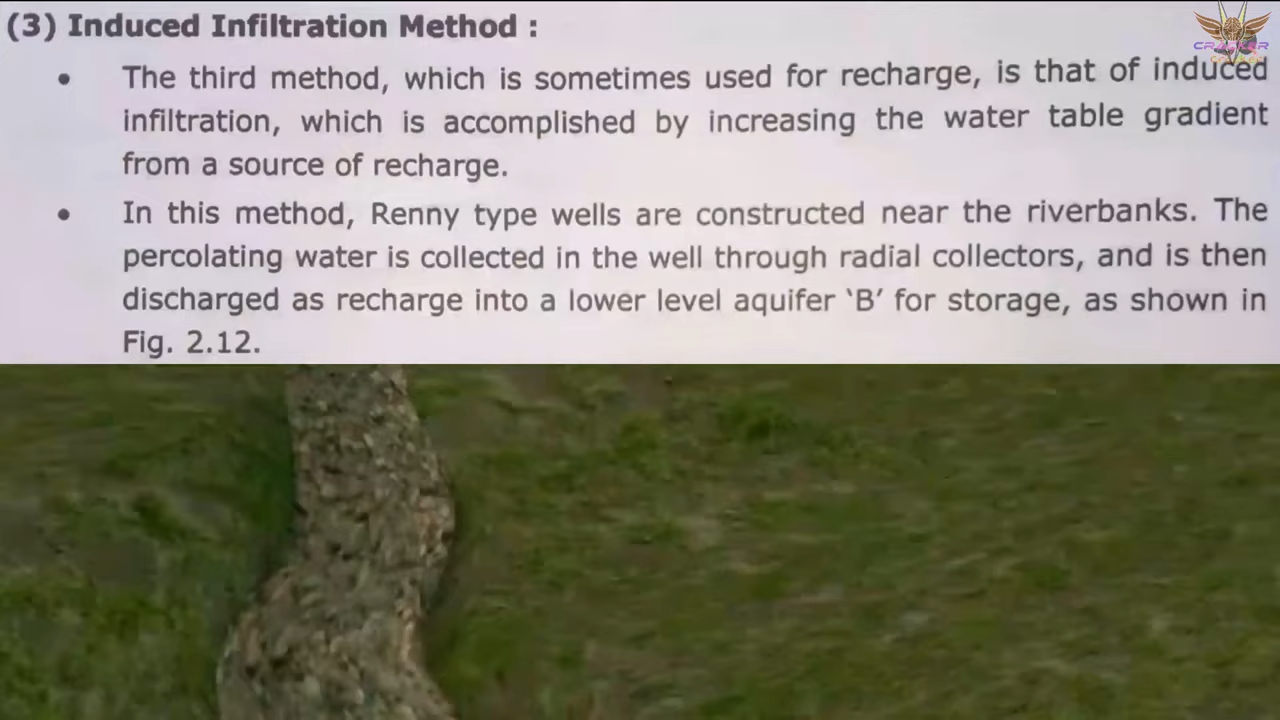 (3) Induced Infiltration Method :
• The third method, which is sometimes used for recharge, is that of induced
infiltration, which is accomplished by increasing the water table gradient
from a source of recharge.
• In this method, Renny type wells are constructed near the riverbanks. The
percolating water is collected in the well through radial collectors, and is then
discharged as recharge into a lower level aquifer ‘B’ for storage, as shown in
Fig. 2.12.